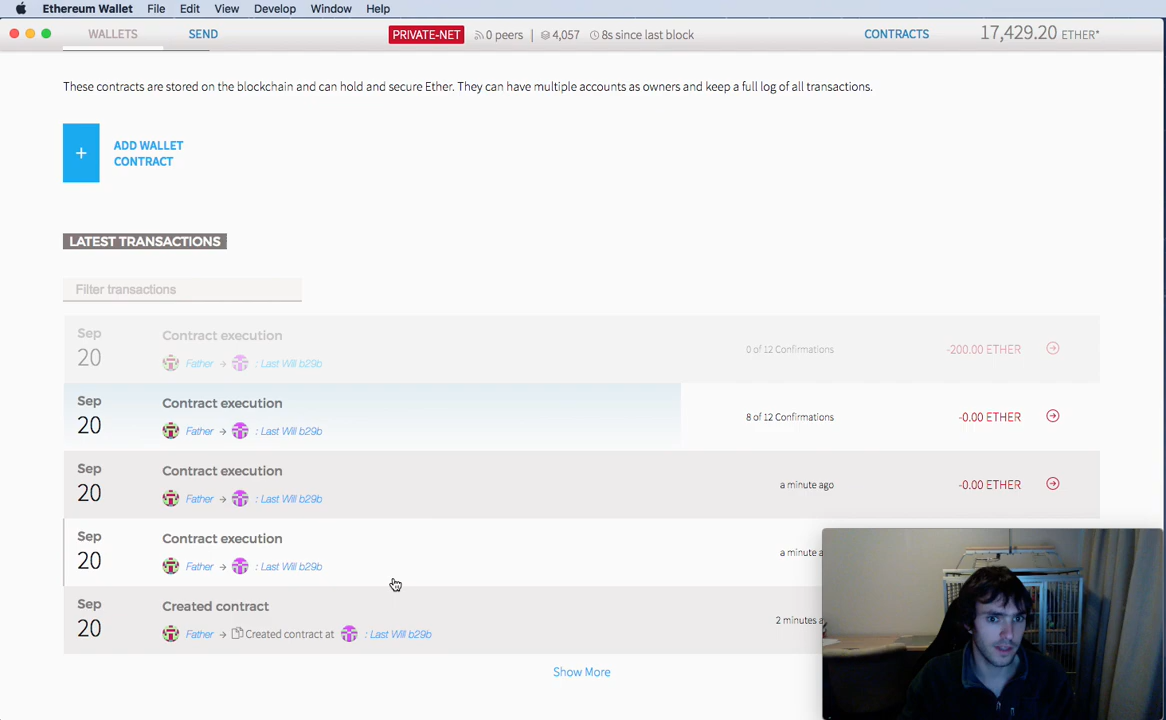 Ethereum Wallet File Edit View Develop Window Help
WALLETS SEND PRIVATE-NET 0 peers 4,057 8s since last block CONTRACTS 17,429.20 ETHER*
These contracts are stored on the blockchain and can hold and secure Ether. They can have multiple accounts as owners and keep a full log of all transactions.
+ ADD WALLET
CONTRACT
LATEST TRANSACTIONS
Filter transactions
Sep
20
Contract execution
Father → : Last Will b29b
0 of 12 Confirmations
-200.00 ETHER
Sep
20
Contract execution
Father → : Last Will b29b
8 of 12 Confirmations
-0.00 ETHER
Sep
20
Contract execution
Father → : Last Will b29b
a minute ago
-0.00 ETHER
Sep
20
Contract execution
Father → : Last Will b29b
a minute
Sep
20
Created contract
Father → Created contract at : Last Will b29b
2 minutes
Show More